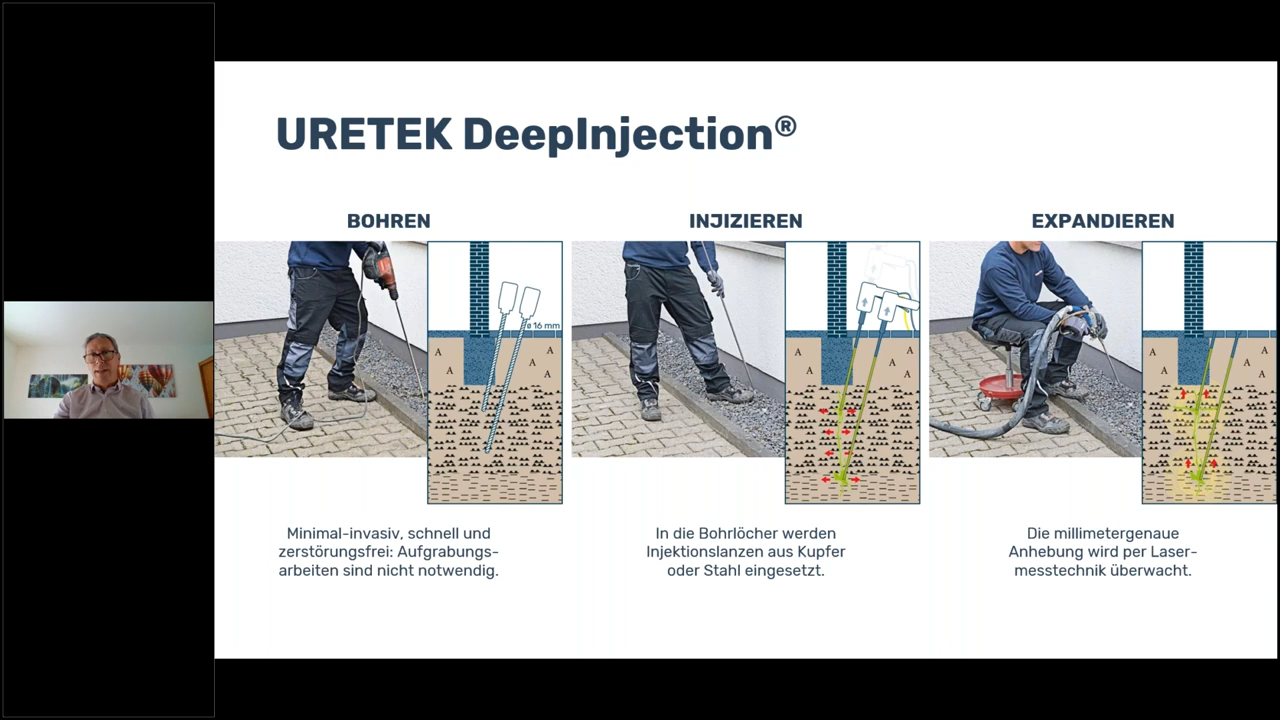 URETEK DeepInjection®
BOHREN
INJIZIEREN
EXPANDIEREN
ø 16 mm
A
A
A
A
A
A
A
A
A
A
A
A
Minimal-invasiv, schnell und
zerstörungsfrei: Aufgrabungs-
arbeiten sind nicht notwendig.
In die Bohrlöcher werden
Injektionslanzen aus Kupfer
oder Stahl eingesetzt.
Die millimetergenaue
Anhebung wird per Laser-
messtechnik überwacht.